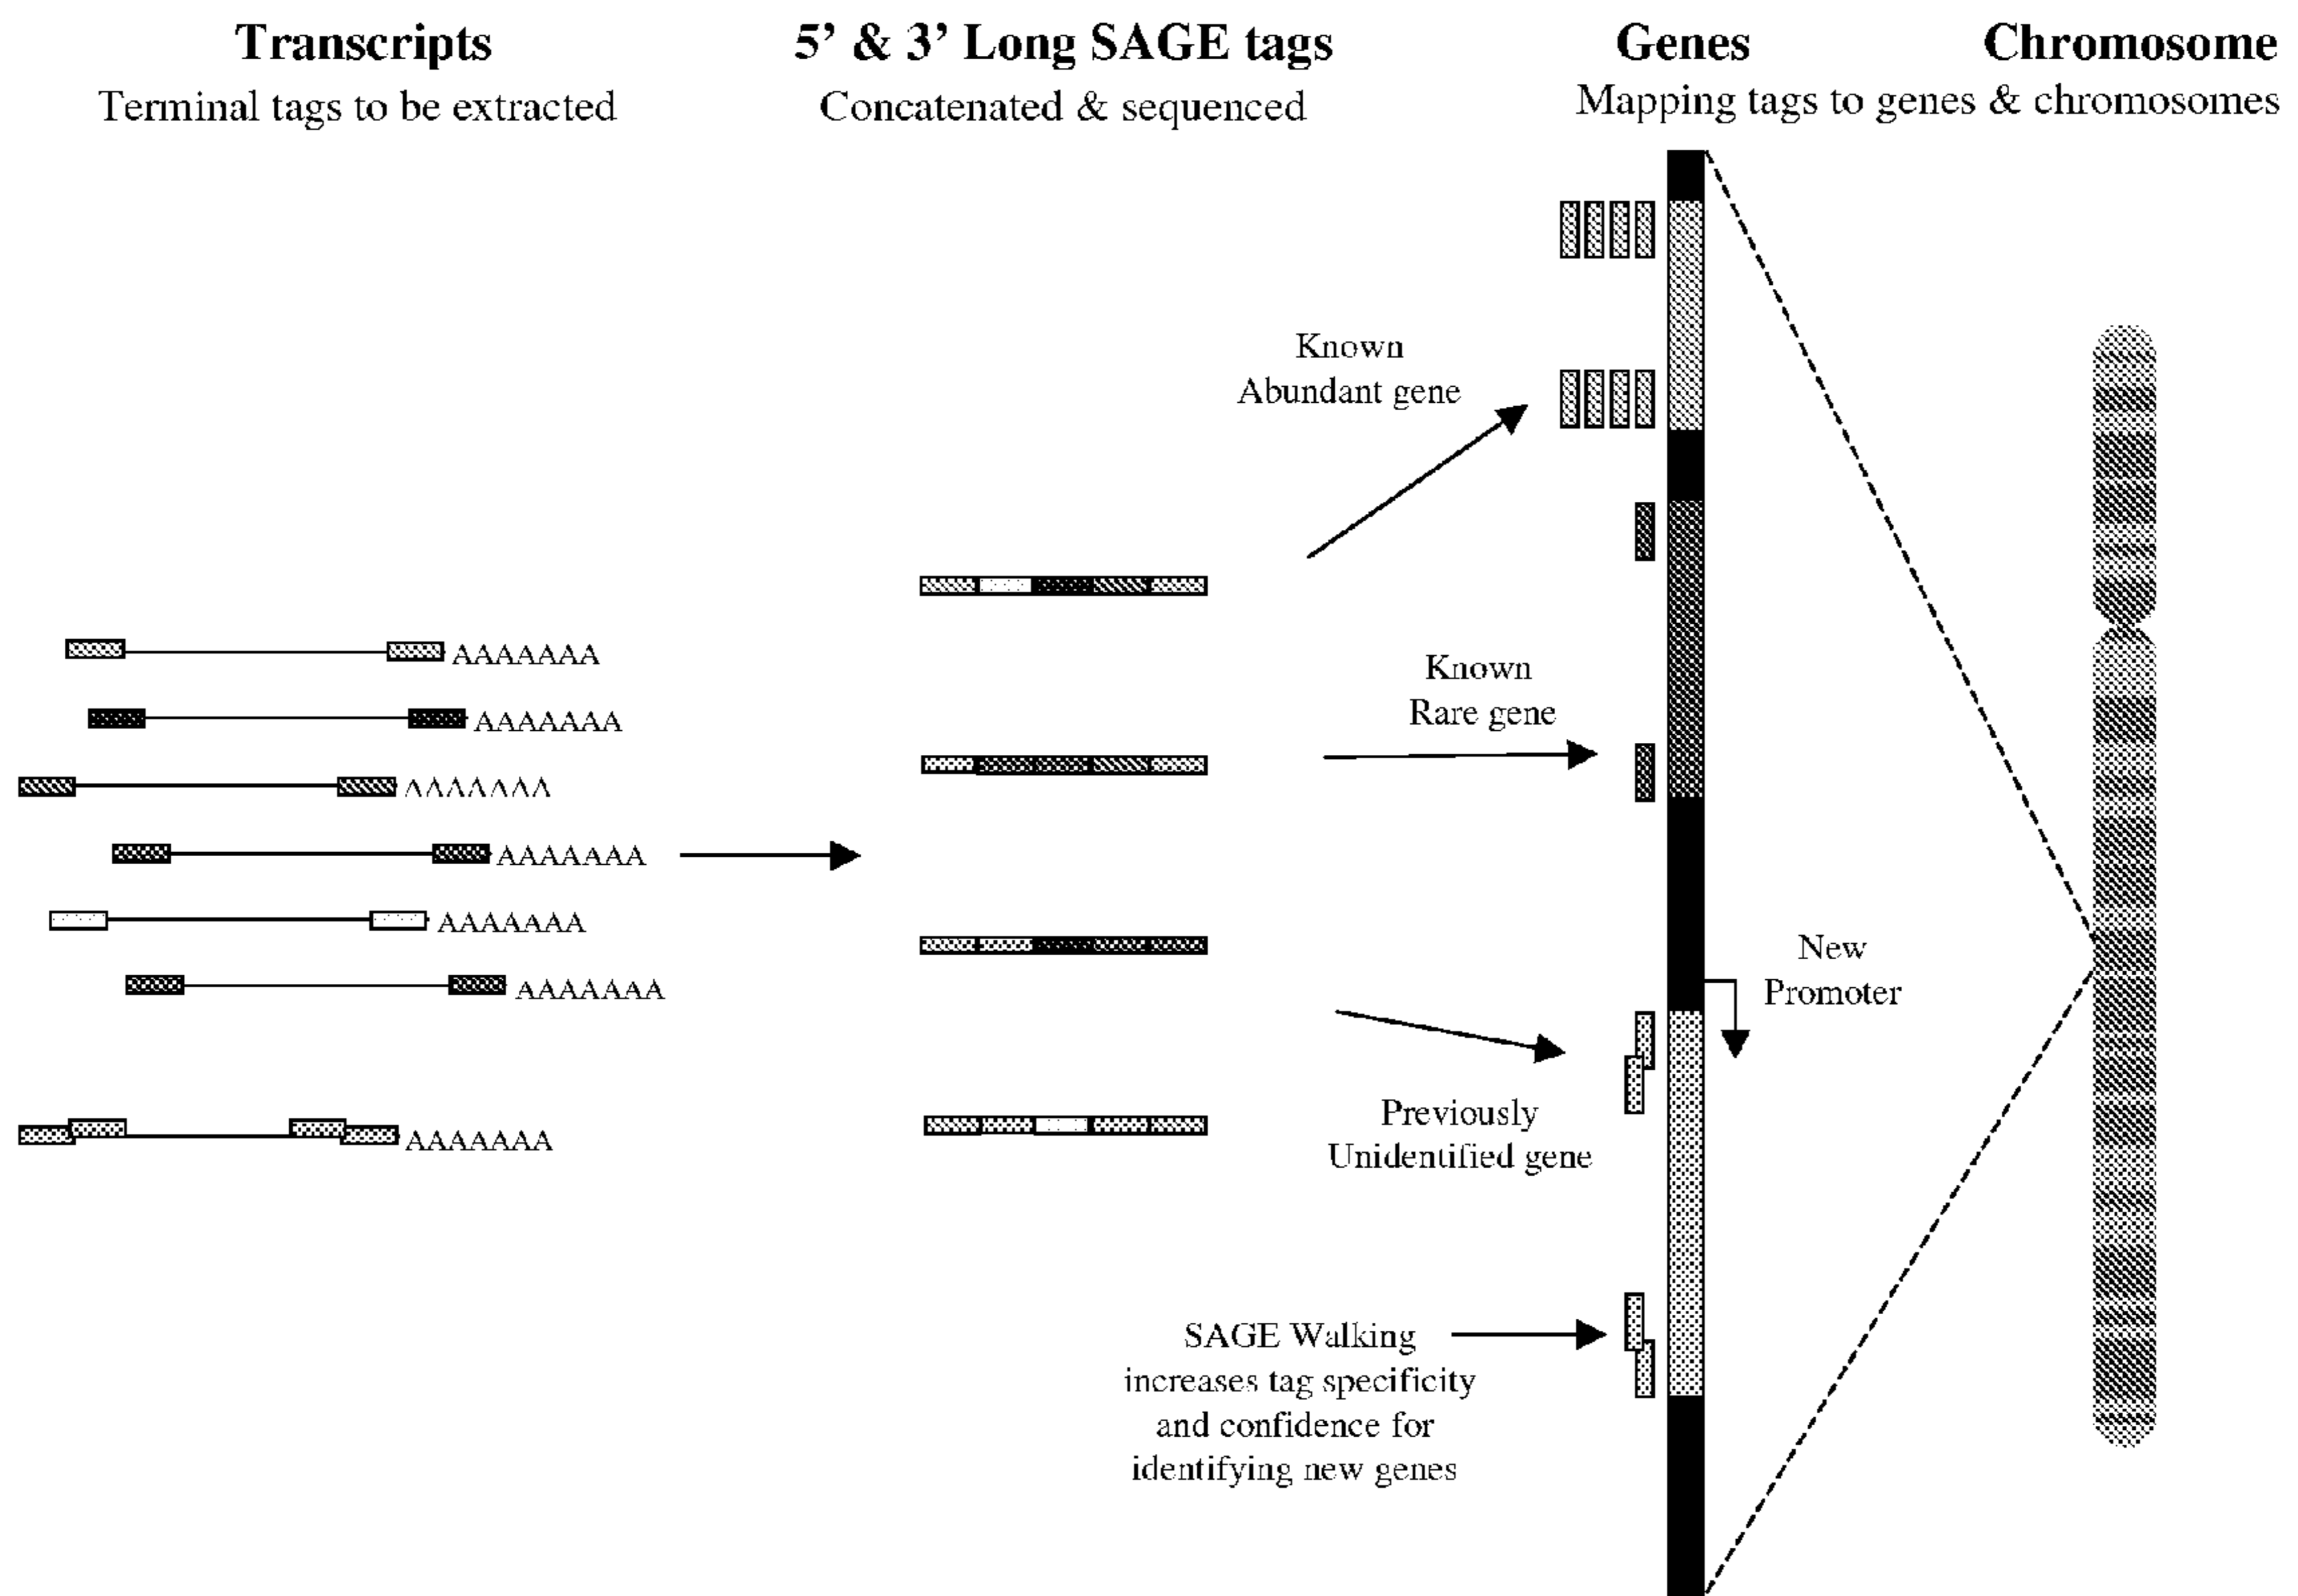 Transcripts
Terminal tags to be extracted
5’ & 3’ Long SAGE tags
Concatenated & sequenced
Genes
Chromosome
Mapping tags to genes & chromosomes
Known
Abundant gene
AAAAAAA
AAAAAAA
AAAAAAA
AAAAAAA
AAAAAAA
AAAAAAA
AAAAAAA
Known
Rare gene
New
Promoter
Previously
Unidentified gene
SAGE Walking
increases tag specificity
and confidence for
identifying new genes